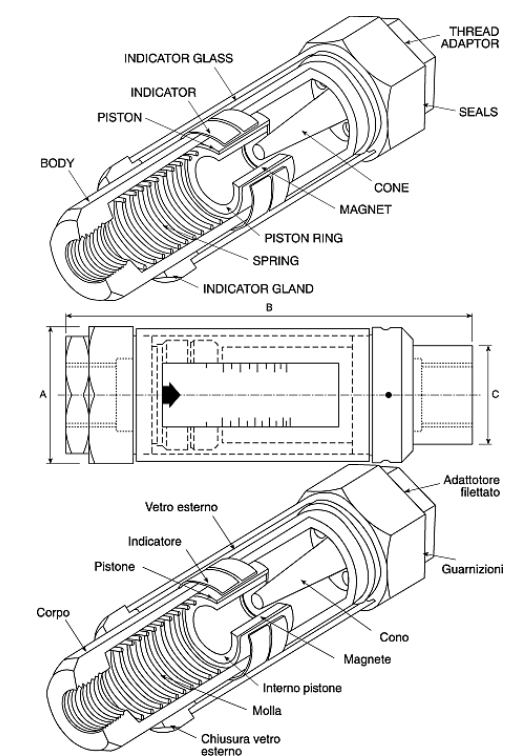 THREAD
ADAPTOR
INDICATOR GLASS
INDICATOR
PISTON
SEALS
BODY
CONE
MAGNET
PISTON RING
SPRING
INDICATOR GLAND
B
A
C
Adattotore
filettato
Vetro esterno
Indicatore
Pistone
Guarnizioni
Corpo
Cono
Magnete
Interno pistone
Molla
Chiusura vetro
esterno